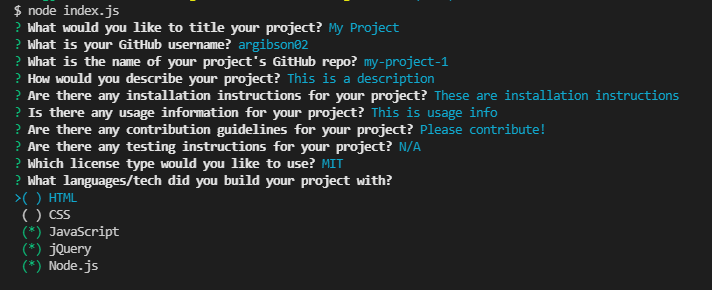 $ node index.js
? What would you like to title your project? My Project
? What is your GitHub username? argibson02
? What is the name of your project's GitHub repo? my-project-1
? How would you describe your project? This is a description
? Are there any installation instructions for your project? These are installation instructions
? Is there any usage information for your project? This is usage info
? Are there any contribution guidelines for your project? Please contribute!
? Are there any testing instructions for your project? N/A
? Which license type would you like to use? MIT
? What languages/tech did you build your project with?
>( ) HTML
( ) CSS
(*) JavaScript
(*) jQuery
(*) Node.js